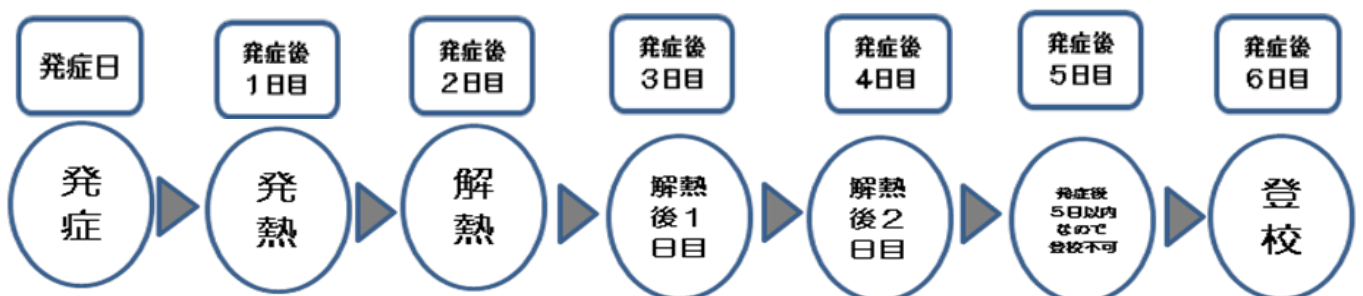 発症日
発症後
1日目
発症後
2日目
発症後
3日目
発症後
4日目
発症後
5日目
発症後
6日目
発
症
発
熱
解
熱
解熱
後1
日目
解熱
後2
日目
発症後
5日以内
なので
登校不可
登
校